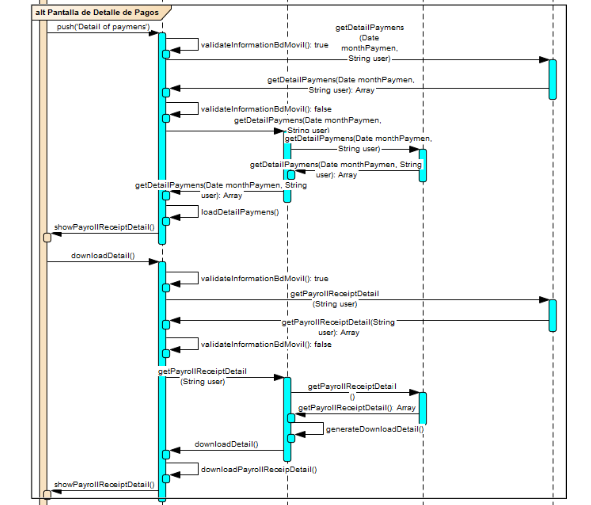 alt Pantalla de Detalle de Pagos
push('Detail of paymens')
getDetailPaymens
(Date
monthPaymen,
String user)
validateInformationBdMovil(): true
getDetailPaymens(Date monthPaymen,
String user): Array
validateInformationBdMovil(): false
getDetailPaymens(Date monthPaymen,
String user)
getDetailPaymens(Date monthPaymen,
String user)
getDetailPaymens(Date monthPaymen, String
user): Array
getDetailPaymens(Date monthPaymen, String
user): Array
loadDetailPaymens()
showPayrollReceiptDetail()
downloadDetail()
validateInformationBdMovil(): true
getPayrollReceiptDetail
(String user)
getPayrollReceiptDetail(String
user): Array
validateInformationBdMovil(): false
getPayrollReceiptDetail
(String user)
getPayrollReceiptDetail
()
getPayrollReceiptDetail(): Array
generateDownloadDetail()
downloadDetail()
downloadPayrollReceipDetail()
showPayrollReceiptDetail()